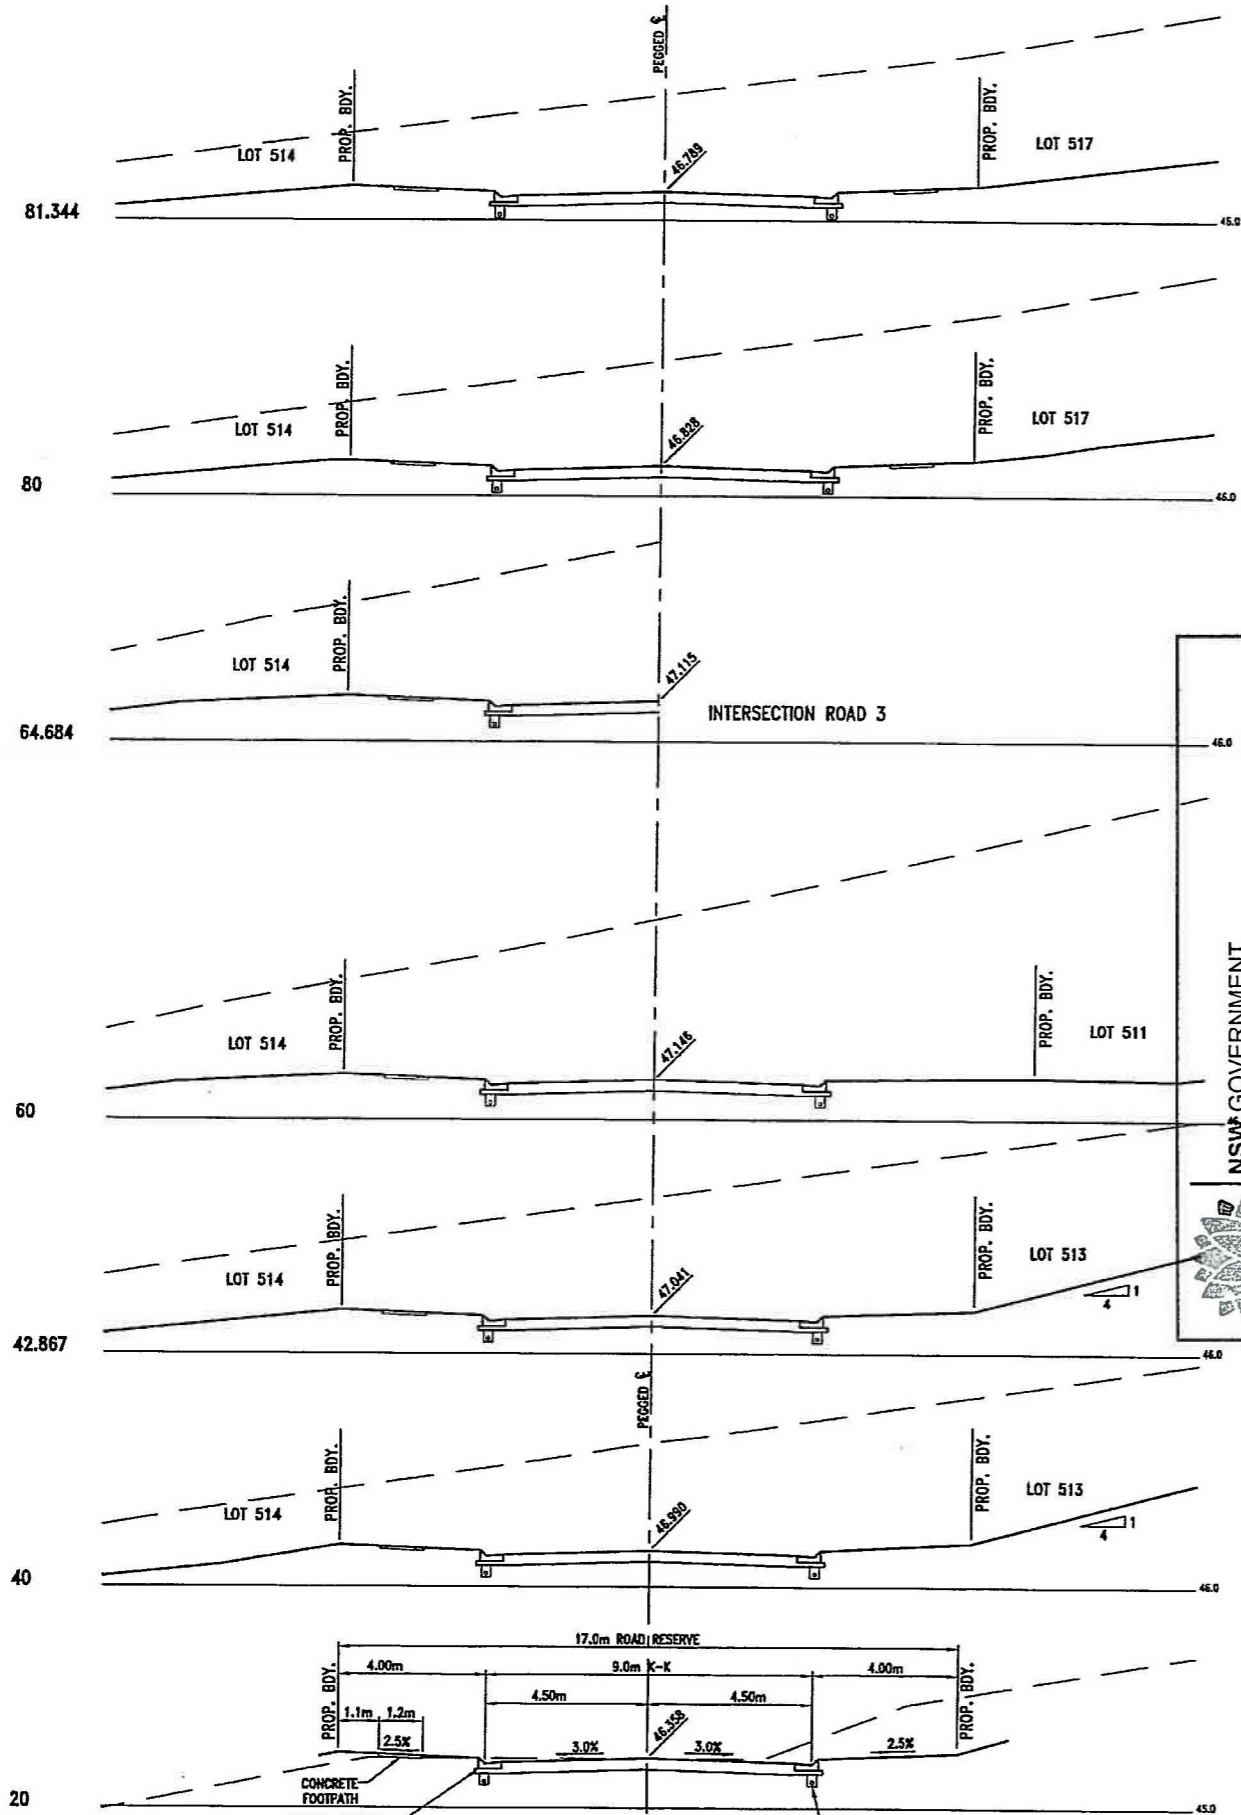 PEGGED ℄
PROP. BDY.
PROP. BDY.
LOT 514
LOT 517
46.789
81.344
PROP. BDY.
PROP. BDY.
LOT 514
LOT 517
46.828
80
PROP. BDY.
LOT 514
47.115
INTERSECTION ROAD 3
64.684
46.0
PROP. BDY.
PROP. BDY.
LOT 514
LOT 511
47.146
60
NSW GOVERNMENT
PROP. BDY.
PROP. BDY.
LOT 514
LOT 513
47.041
1
4
42.867
46.0
PEGGED ℄
PROP. BDY.
PROP. BDY.
LOT 514
LOT 513
46.990
1
4
40
46.0
17.0m ROAD RESERVE
4.00m
9.0m K-K
4.00m
PROP. BDY.
4.50m
4.50m
PROP. BDY.
1.1m
1.2m
46.358
2.5%
3.0%
3.0%
2.5%
CONCRETE
FOOTPATH
20
45.0